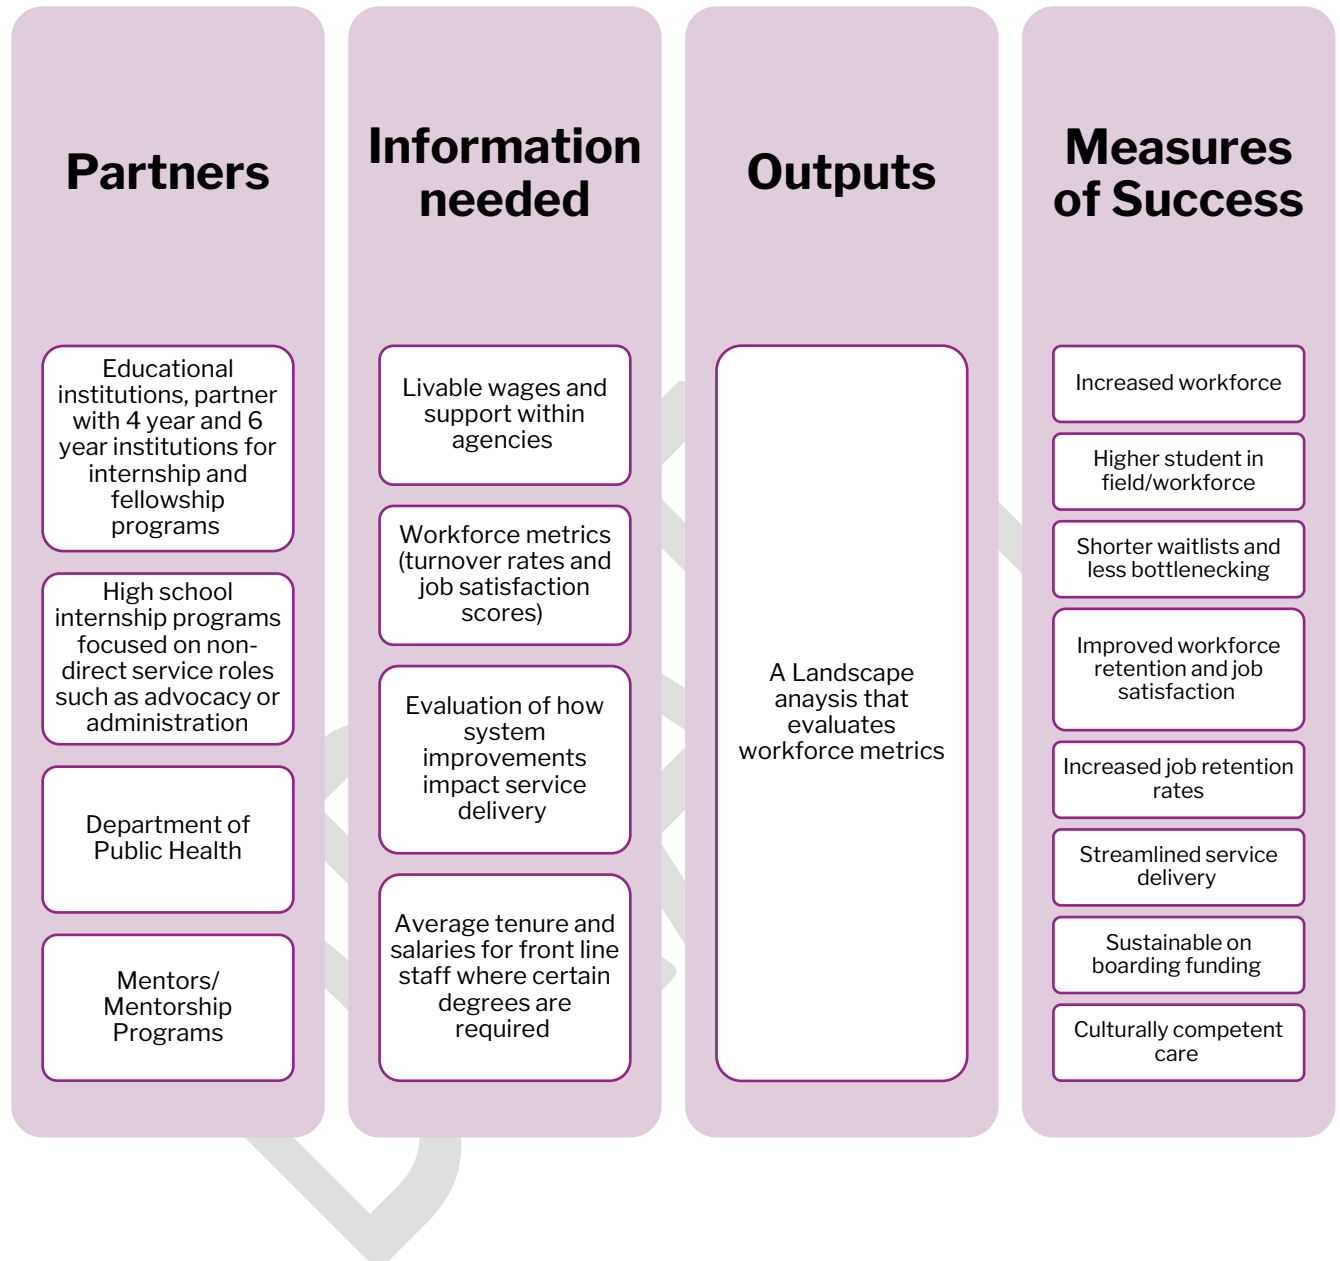 Partners
Educational
institutions, partner
with 4 year and 6
year institutions for
internship and
fellowship
programs
High school
internship programs
focused on non-
direct service roles
such as advocacy or
administration
Department of
Public Health
Mentors/
Mentorship
Programs
Information
needed
Livable wages and
support within
agencies
Workforce metrics
(turnover rates and
job satisfaction
scores)
Evaluation of how
system
improvements
impact service
delivery
Average tenure and
salaries for front line
staff where certain
degrees are
required
Outputs
A Landscape
anaysis that
evaluates
workforce metrics
Measures
of Success
Increased workforce
Higher student in
field/workforce
Shorter waitlists and
less bottlenecking
Improved workforce
retention and job
satisfaction
Increased job retention
rates
Streamlined service
delivery
Sustainable on
boarding funding
Culturally competent
care